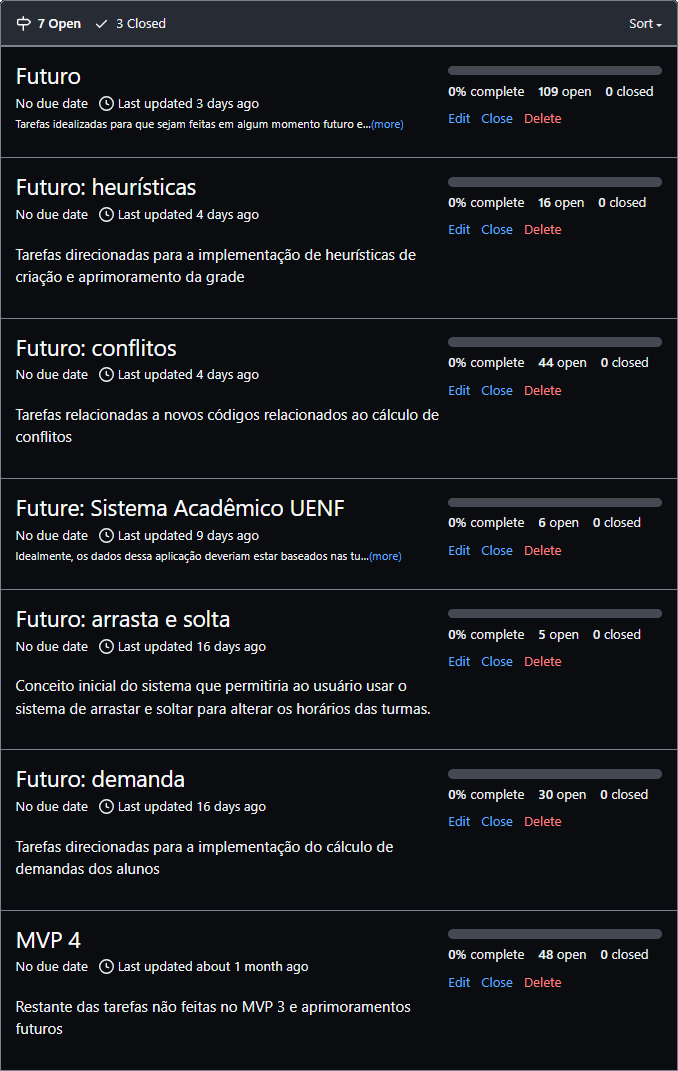 7 Open 3 Closed Sort
Futuro
No due date Last updated 3 days ago
Tarefas idealizadas para que sejam feitas em algum momento futuro e...(more)
0% complete 109 open 0 closed
Edit Close Delete
Futuro: heurísticas
No due date Last updated 4 days ago
Tarefas direcionadas para a implementação de heurísticas de
criação e aprimoramento da grade
0% complete 16 open 0 closed
Edit Close Delete
Futuro: conflitos
No due date Last updated 4 days ago
Tarefas relacionadas a novos códigos relacionados ao cálculo de
conflitos
0% complete 44 open 0 closed
Edit Close Delete
Future: Sistema Acadêmico UENF
No due date Last updated 9 days ago
Idealmente, os dados dessa aplicação deveriam estar baseados nas tu...(more)
0% complete 6 open 0 closed
Edit Close Delete
Futuro: arrasta e solta
No due date Last updated 16 days ago
Conceito inicial do sistema que permitiria ao usuário usar o
sistema de arrastar e soltar para alterar os horários das turmas.
0% complete 5 open 0 closed
Edit Close Delete
Futuro: demanda
No due date Last updated 16 days ago
Tarefas direcionadas para a implementação do cálculo de
demandas dos alunos
0% complete 30 open 0 closed
Edit Close Delete
MVP 4
No due date Last updated about 1 month ago
Restante das tarefas não feitas no MVP 3 e aprimoramentos
futuros
0% complete 48 open 0 closed
Edit Close Delete